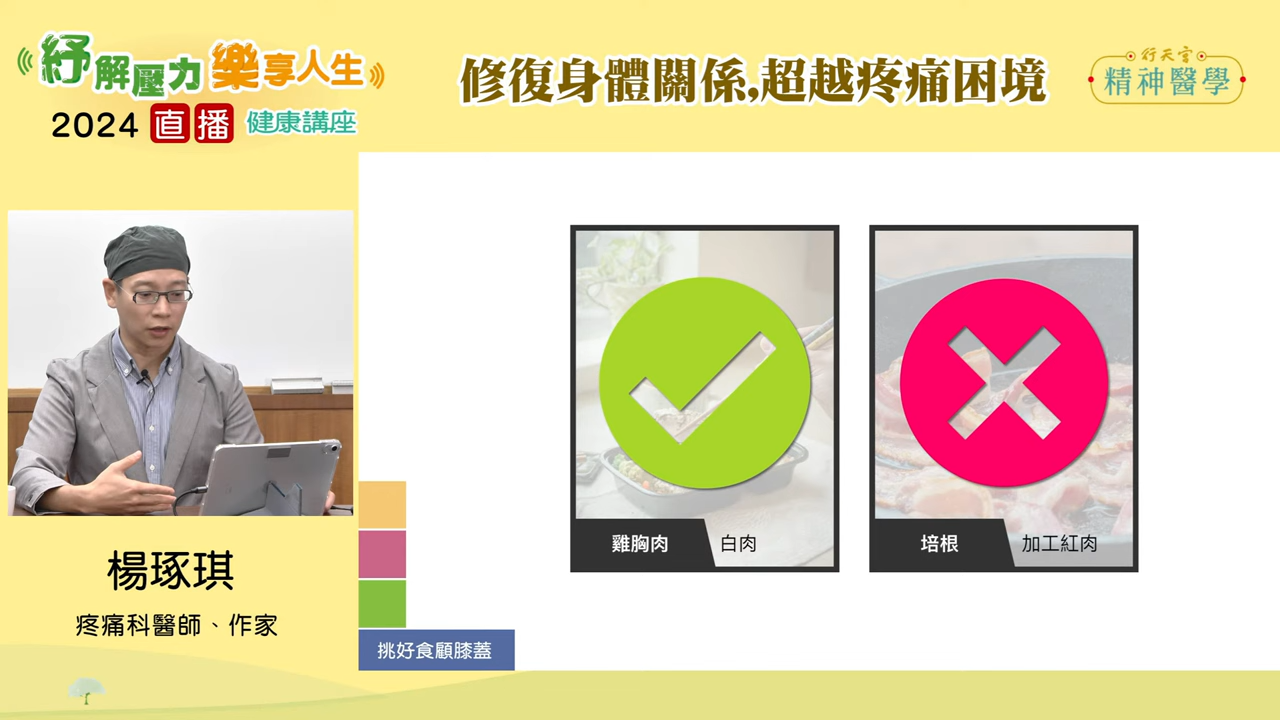 紓解壓力 樂享人生
2024 直播 健康講座
修復身體關係,超越疼痛困境
行天宮
精神醫學
雞胸肉 白肉
培根 加工紅肉
楊琢琪
疼痛科醫師、作家
挑好食顧膝蓋